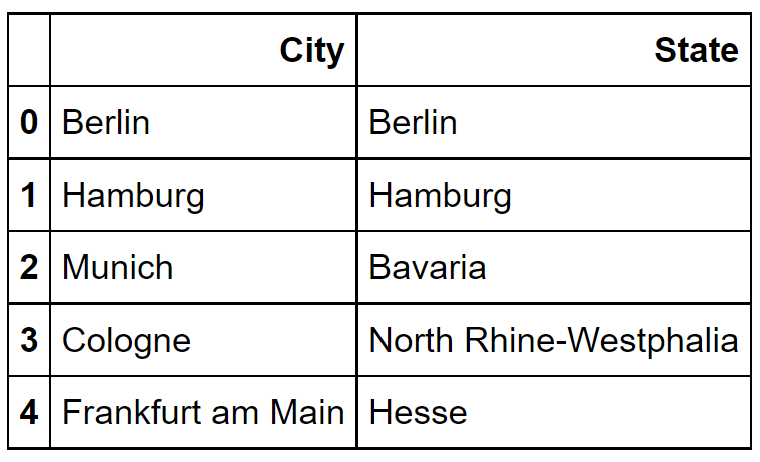 City State
0 Berlin Berlin
1 Hamburg Hamburg
2 Munich Bavaria
3 Cologne North Rhine-Westphalia
4 Frankfurt am Main Hesse